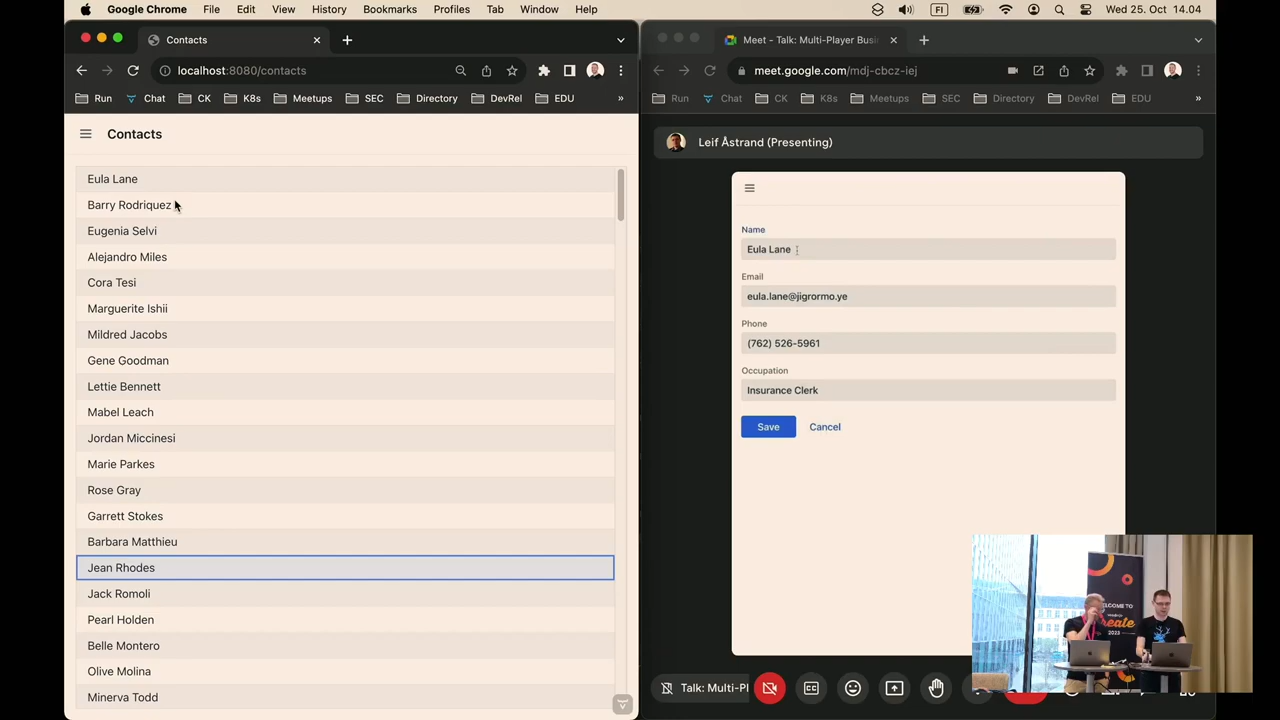 Google Chrome File Edit View History Bookmarks Profiles Tab Window Help FI Wed 25. Oct 14.04
Contacts
localhost:8080/contacts
Run Chat CK K8s Meetups SEC Directory DevRel EDU »
Contacts
Eula Lane
Barry Rodriquez
Eugenia Selvi
Alejandro Miles
Cora Tesi
Marguerite Ishii
Mildred Jacobs
Gene Goodman
Lettie Bennett
Mabel Leach
Jordan Miccinesi
Marie Parkes
Rose Gray
Garrett Stokes
Barbara Matthieu
Jean Rhodes
Jack Romoli
Pearl Holden
Belle Montero
Olive Molina
Minerva Todd
Meet - Talk: Multi-Player Busi
meet.google.com/mdj-cbcz-iej
Run Chat CK K8s Meetups SEC Directory DevRel EDU »
Leif Åstrand (Presenting)
Name
Eula Lane
Email
eula.lane@jigrormo.ye
Phone
(762) 526-5961
Occupation
Insurance Clerk
Save Cancel
Talk: Multi-Pl
WELCOME TO
create
2023